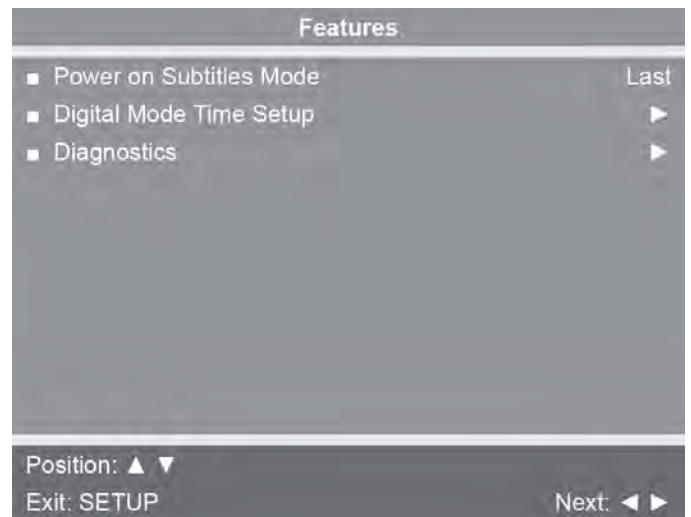 Features
■ Power on Subtitles Mode Last
■ Digital Mode Time Setup ►
■ Diagnostics ►
Position: ▲ ▼
Exit: SETUP Next: ◄ ►